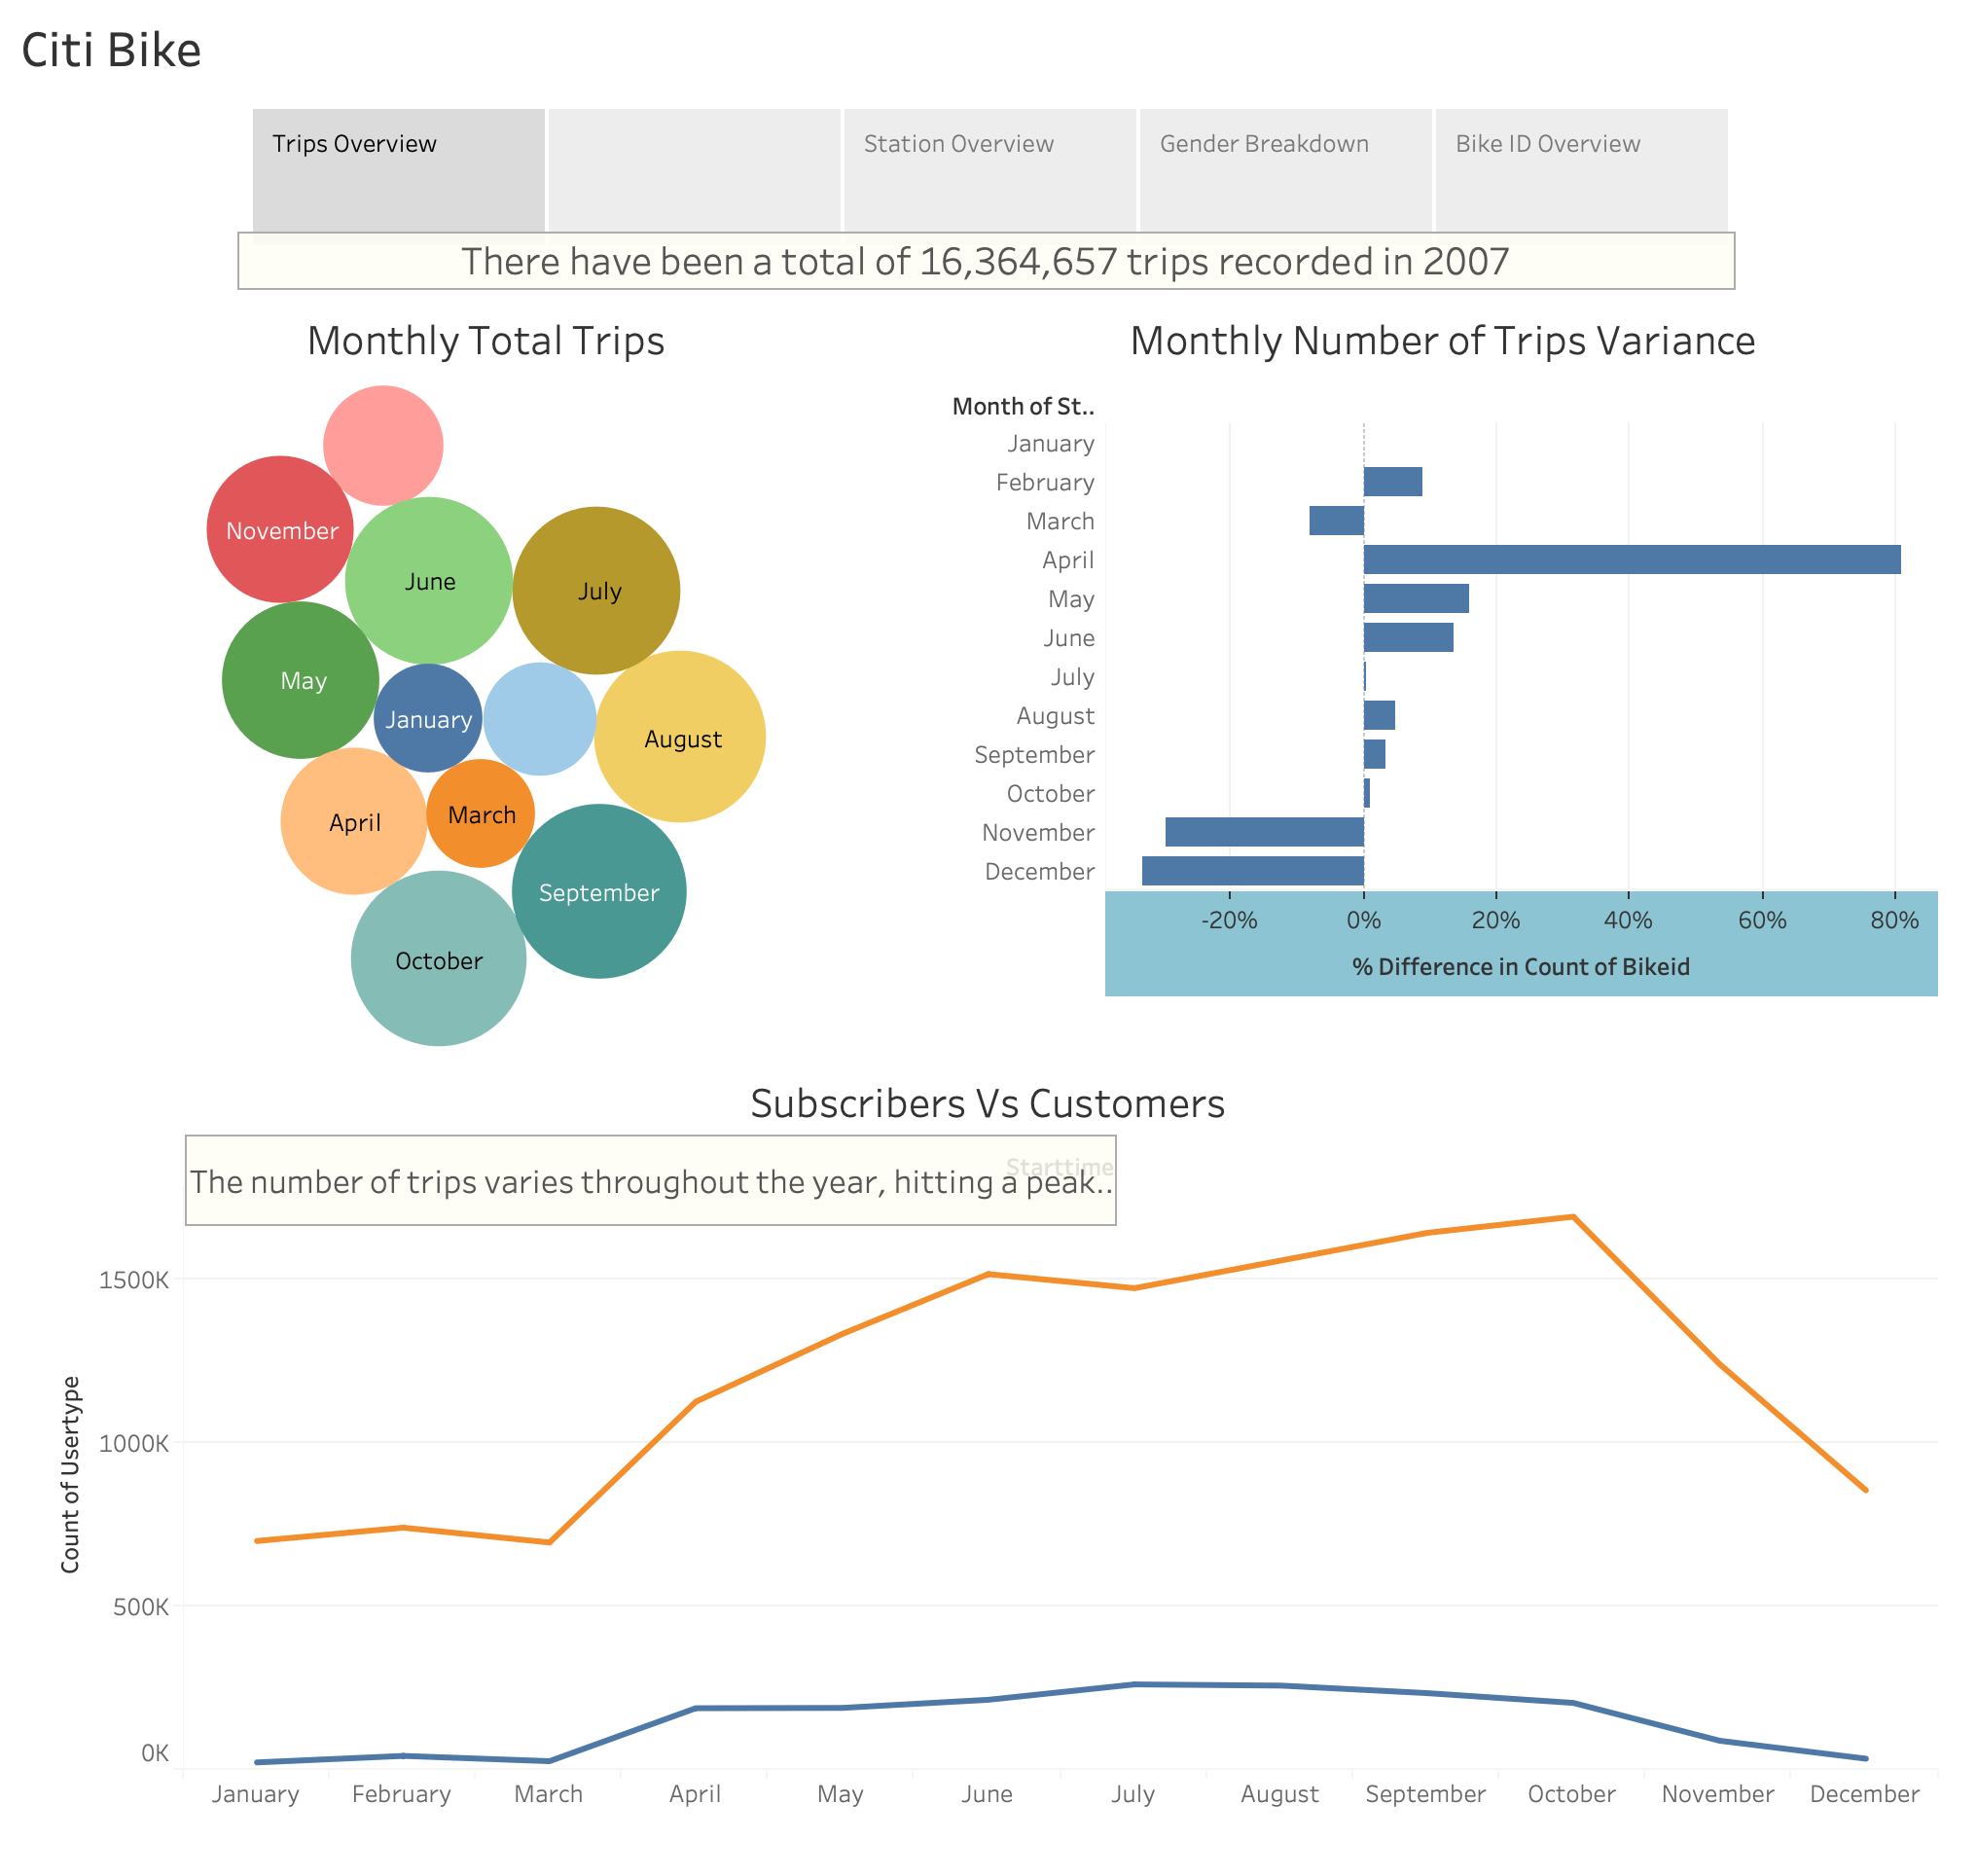 Citi Bike
Trips Overview
Station Overview
Gender Breakdown
Bike ID Overview
There have been a total of 16,364,657 trips recorded in 2007
Monthly Total Trips
November
June
July
May
January
August
April
March
September
October
Monthly Number of Trips Variance
Month of St..
January
February
March
April
May
June
July
August
September
October
November
December
-20% 0% 20% 40% 60% 80%
% Difference in Count of Bikeid
Subscribers Vs Customers
Starttime
The number of trips varies throughout the year, hitting a peak..
Count of Usertype
1500K
1000K
500K
0K
January February March April May June July August September October November December